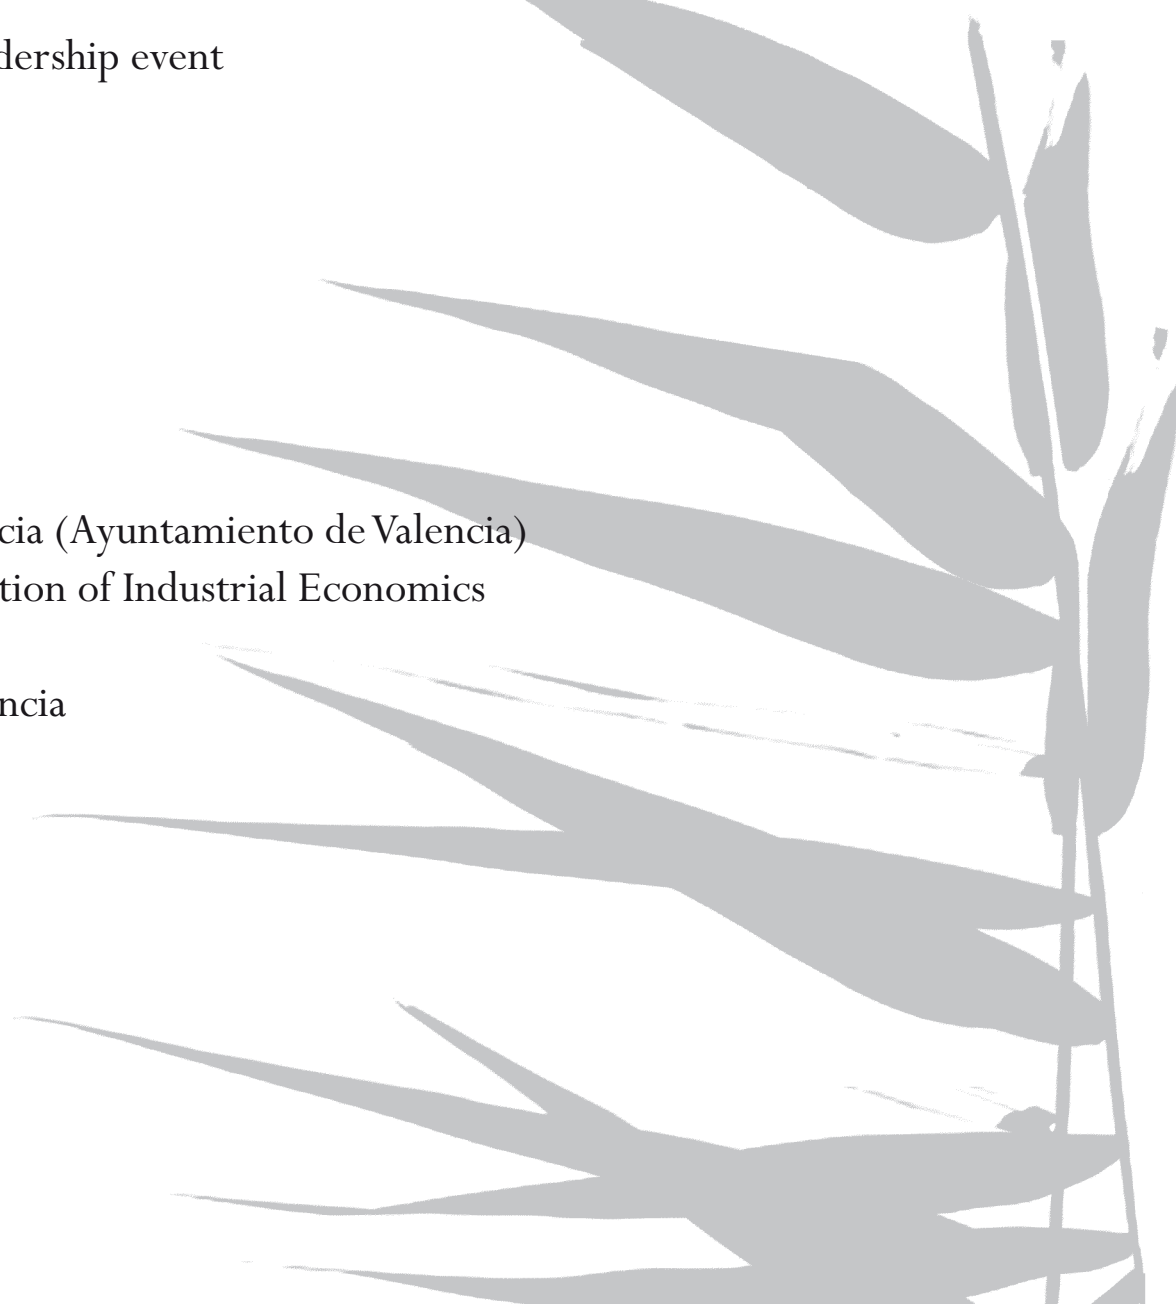 dership event
cia (Ayuntamiento de Valencia)
tion of Industrial Economics
ncia